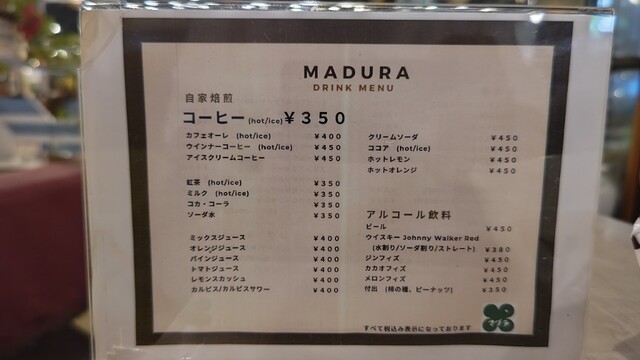 MADURA
DRINK MENU
自家焙煎
コーヒー (hot/ice) ¥350
カフェオーレ (hot/ice) ¥400
ウインナーコーヒー (hot/ice) ¥450
アイスクリームコーヒー ¥450
紅茶 (hot/ice) ¥350
ミルク (hot/ice) ¥350
コカ・コーラ ¥350
ソーダ水 ¥350
ミックスジュース ¥400
オレンジジュース ¥400
パインジュース ¥400
トマトジュース ¥400
レモンスカッシュ ¥400
カルピス/カルピスサワー ¥400
クリームソーダ ¥450
ココア (hot/ice) ¥450
ホットレモン ¥450
ホットオレンジ ¥450
アルコール飲料
ビール ¥450
ウイスキー Johnny Walker Red
(水割り/ソーダ割り/ストレート) ¥380
ジンフィズ ¥450
カカオフィズ ¥450
メロンフィズ ¥450
付出 (柿の種、ピーナッツ) ¥350
すべて税込み表示になっております